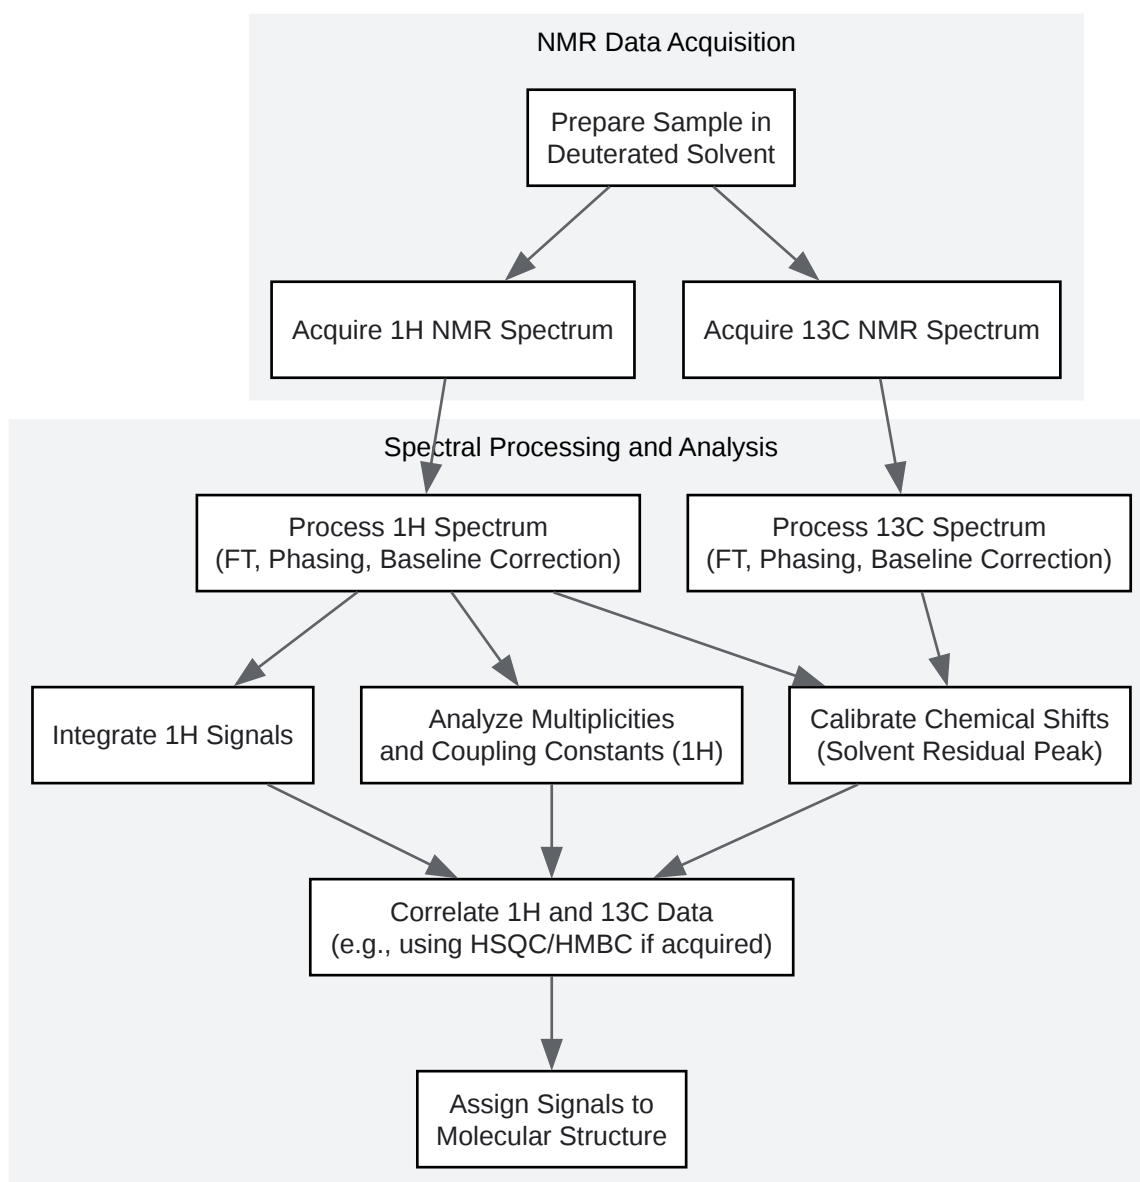 NMR Data Acquisition
Prepare Sample in
Deuterated Solvent
Acquire 1H NMR Spectrum
Acquire 13C NMR Spectrum
Spectral Processing and Analysis
Process 1H Spectrum
(FT, Phasing, Baseline Correction)
Process 13C Spectrum
(FT, Phasing, Baseline Correction)
Integrate 1H Signals
Analyze Multiplicities
and Coupling Constants (1H)
Calibrate Chemical Shifts
(Solvent Residual Peak)
Correlate 1H and 13C Data
(e.g., using HSQC/HMBC if acquired)
Assign Signals to
Molecular Structure